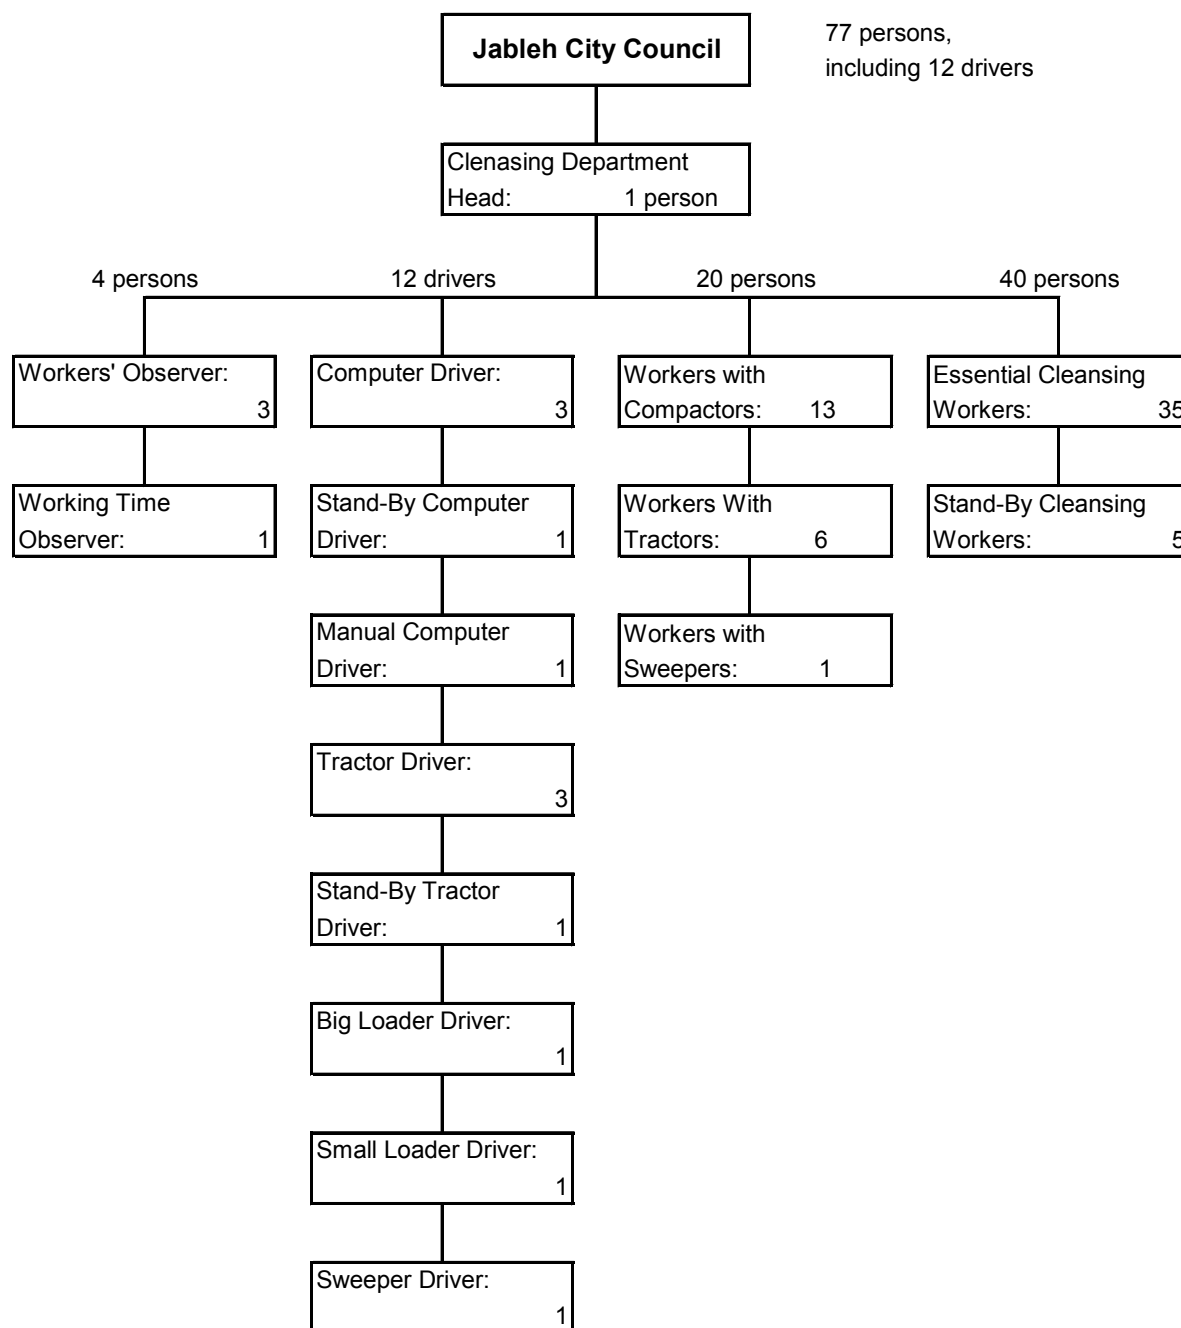 Jableh City Council
77 persons,
including 12 drivers
Clenasing Department
Head: 1 person
4 persons
12 drivers
20 persons
40 persons
Workers' Observer:
3
Working Time
Observer: 1
Computer Driver:
3
Stand-By Computer
Driver: 1
Manual Computer
Driver: 1
Tractor Driver:
3
Stand-By Tractor
Driver: 1
Big Loader Driver:
1
Small Loader Driver:
1
Sweeper Driver:
1
Workers with
Compactors: 13
Workers With
Tractors: 6
Workers with
Sweepers: 1
Essential Cleansing
Workers: 35
Stand-By Cleansing
Workers: 5